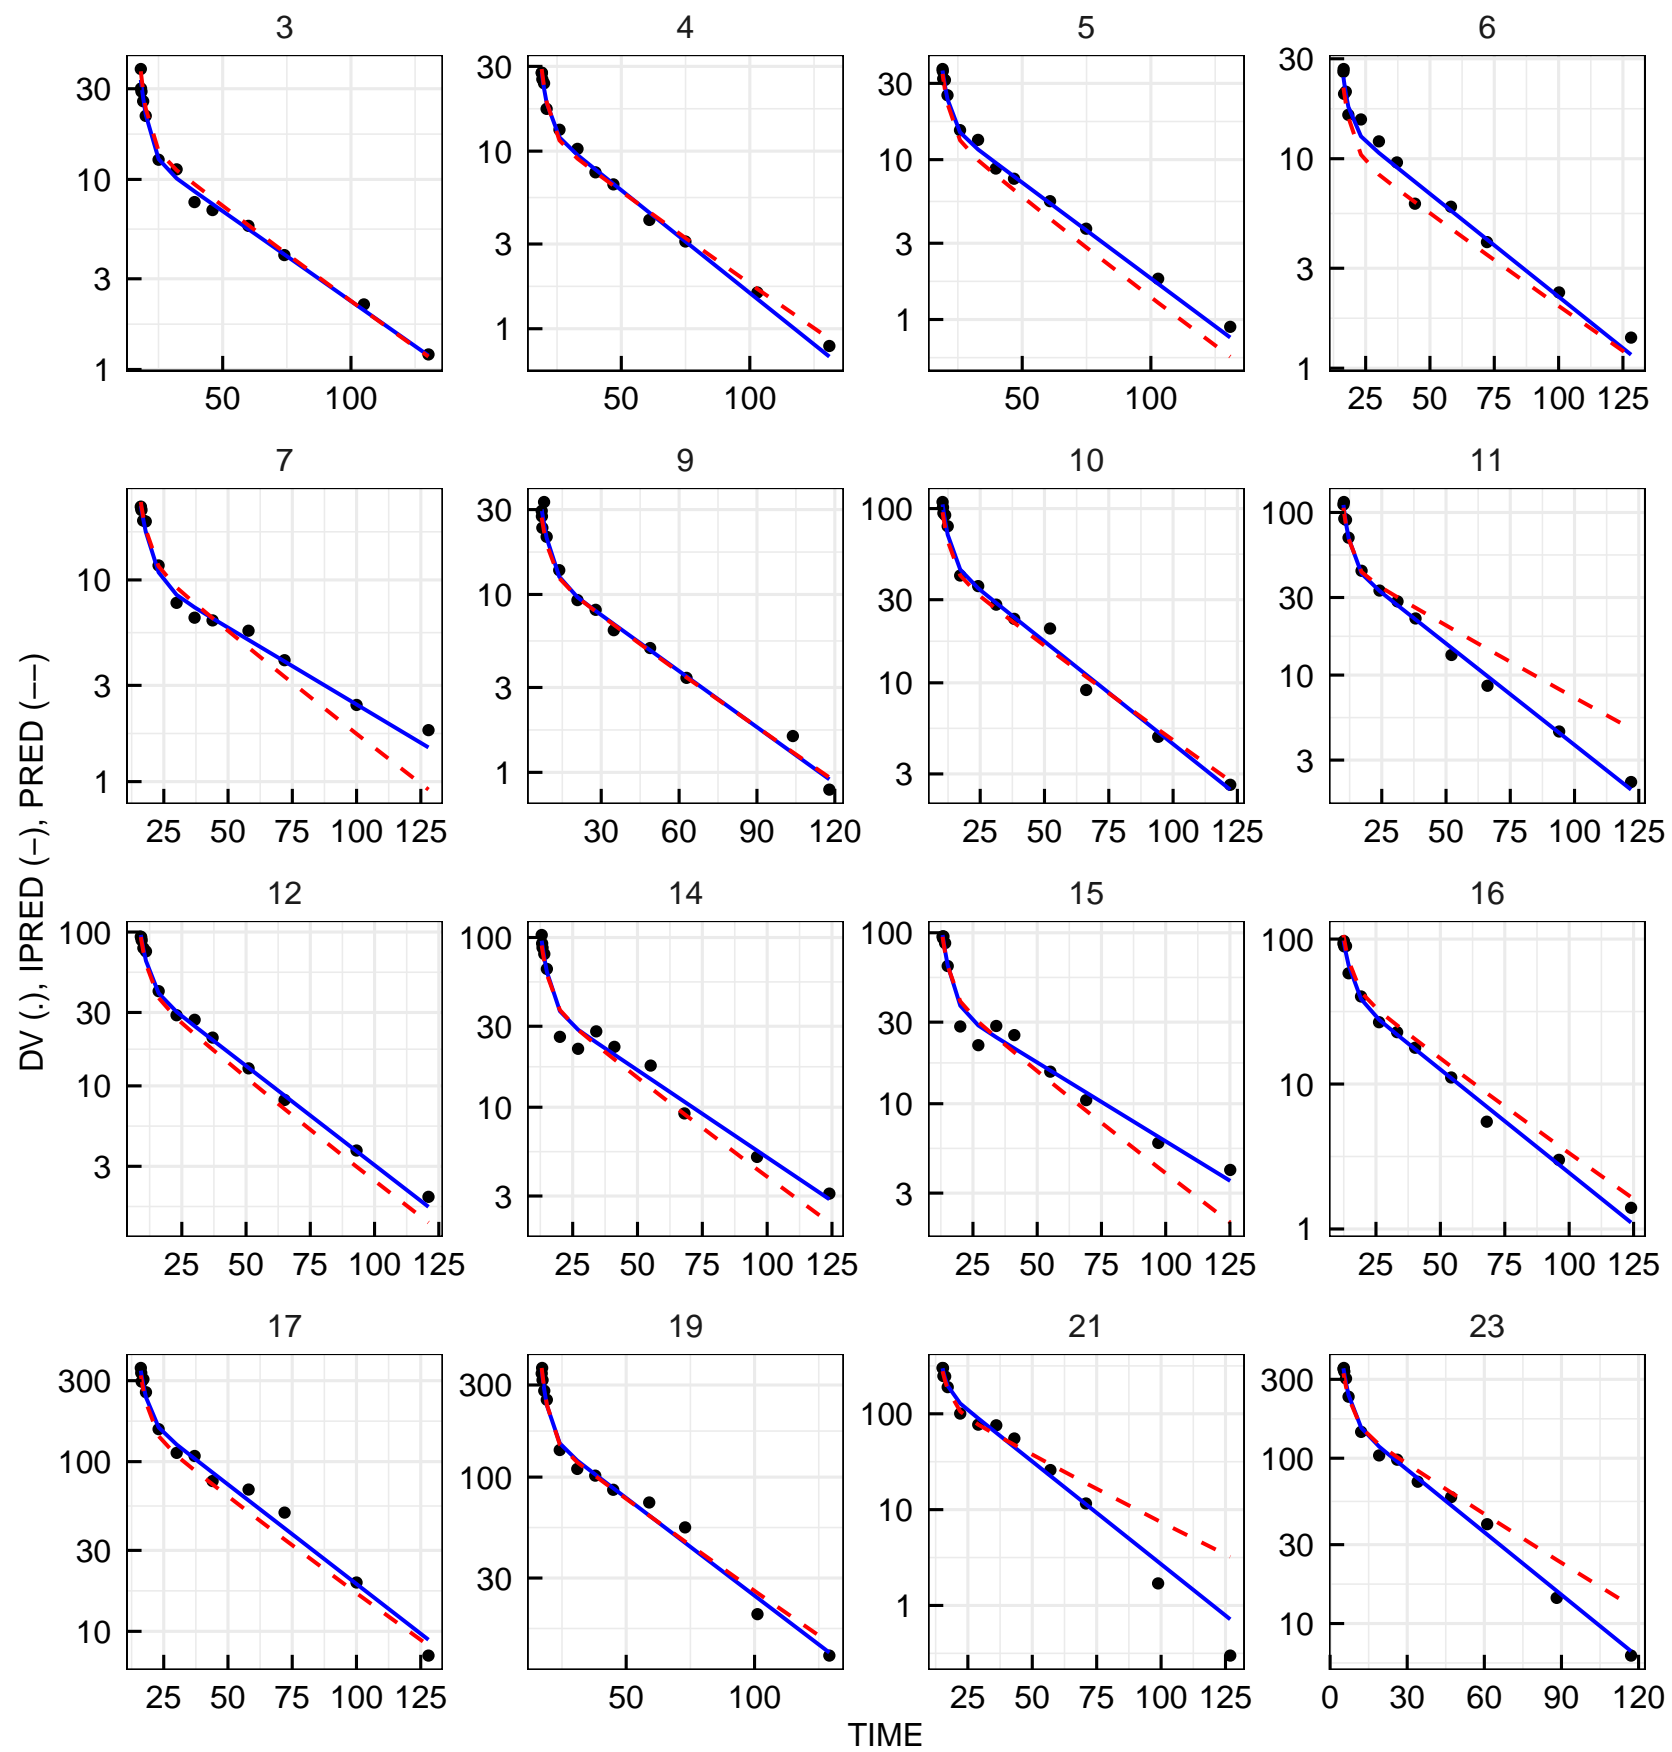 3 4 5 6
30 30 30 30
10 10 10 10
3 3 3 3
1 1 1 1
50 100 50 100 50 100 25 50 75 100 125
7 9 10 11
10 30 100 100
3 10 30 30
1 3 10 10
1 3 3
25 50 75 100 125 30 60 90 120 25 50 75 100 125 25 50 75 100 125
DV (.), IPRED (−), PRED (−−)
12 14 15 16
100 100 100 100
30 30 30 10
10 10 10 1
3 3 3
25 50 75 100 125 25 50 75 100 125 25 50 75 100 125 25 50 75 100 125
17 19 21 23
300 300 100 300
100 100 10 100
30 30 1 30
10 10
25 50 75 100 125 50 100 25 50 75 100 125 0 30 60 90 120
TIME